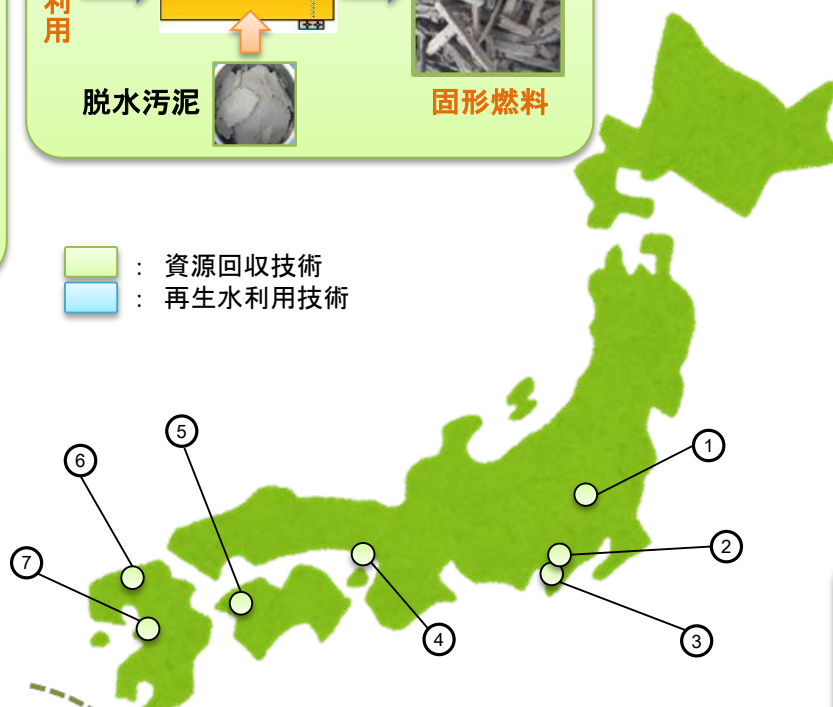 利
用
脱水汚泥
固形燃料
： 資源回収技術
： 再生水利用技術
⑤
①
⑥
②
⑦
④
③